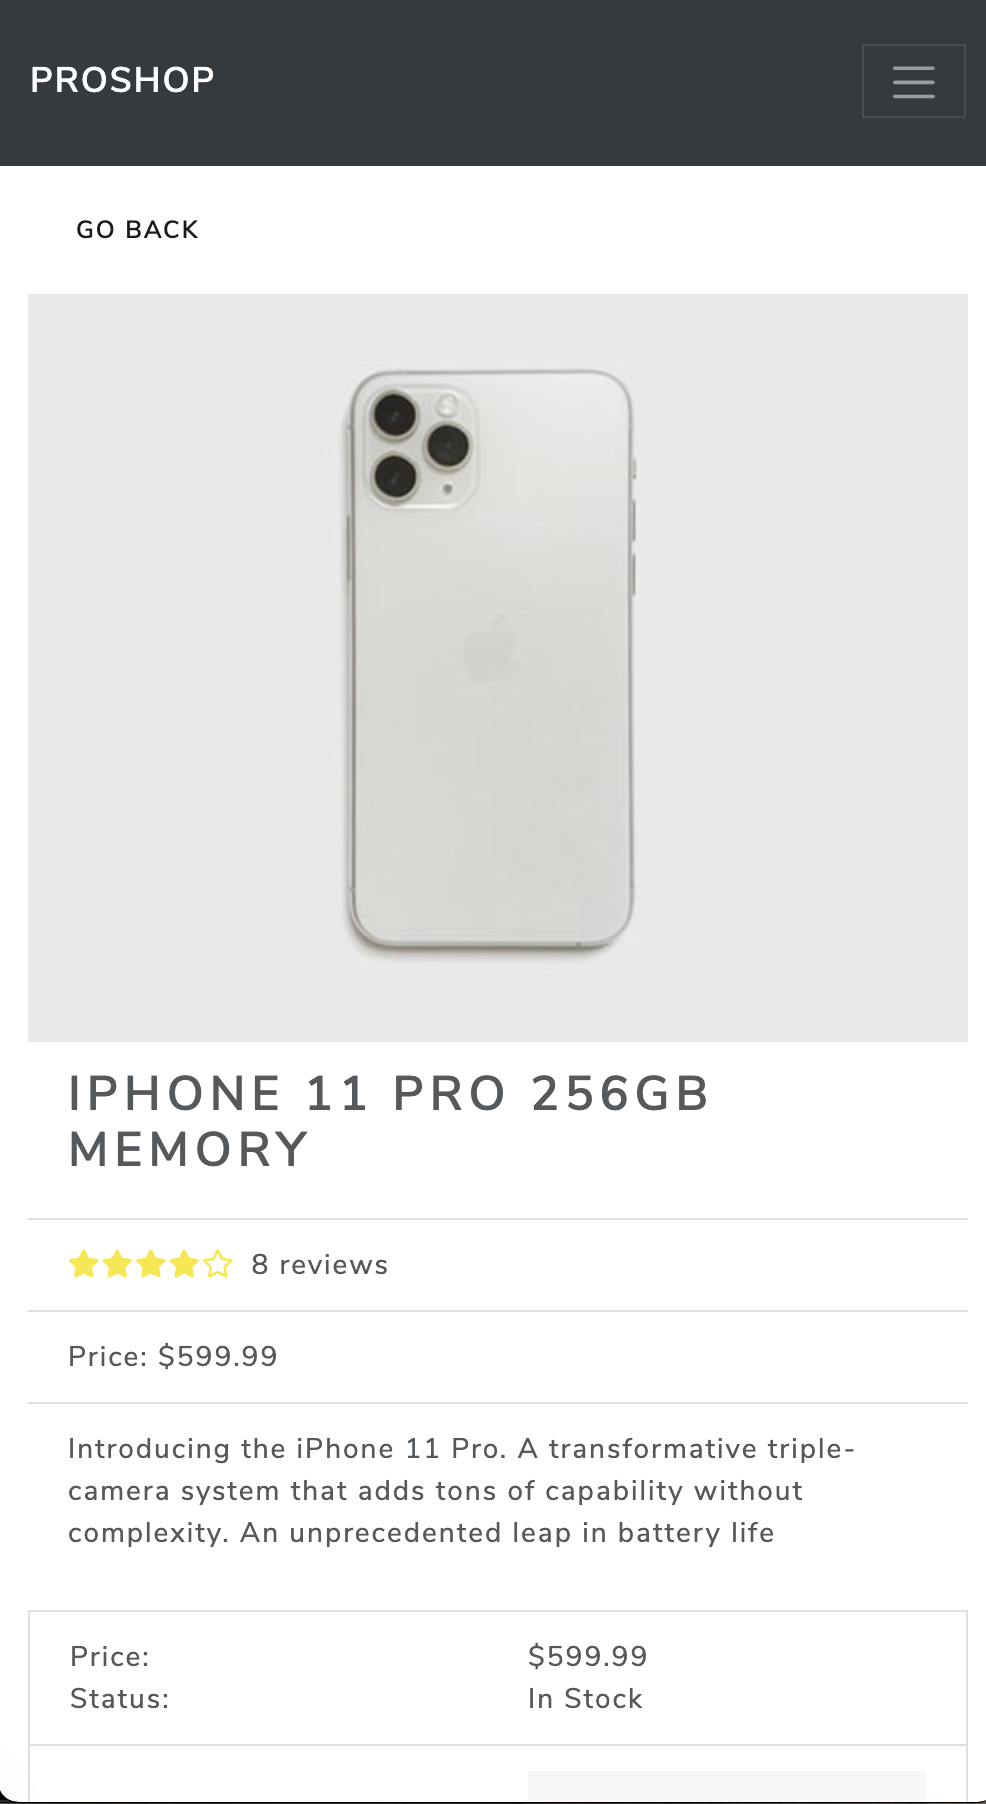 PROSHOP
GO BACK
IPHONE 11 PRO 256GB
MEMORY
8 reviews
Price: $599.99
Introducing the iPhone 11 Pro. A transformative triple-
camera system that adds tons of capability without
complexity. An unprecedented leap in battery life
Price: $599.99
Status: In Stock